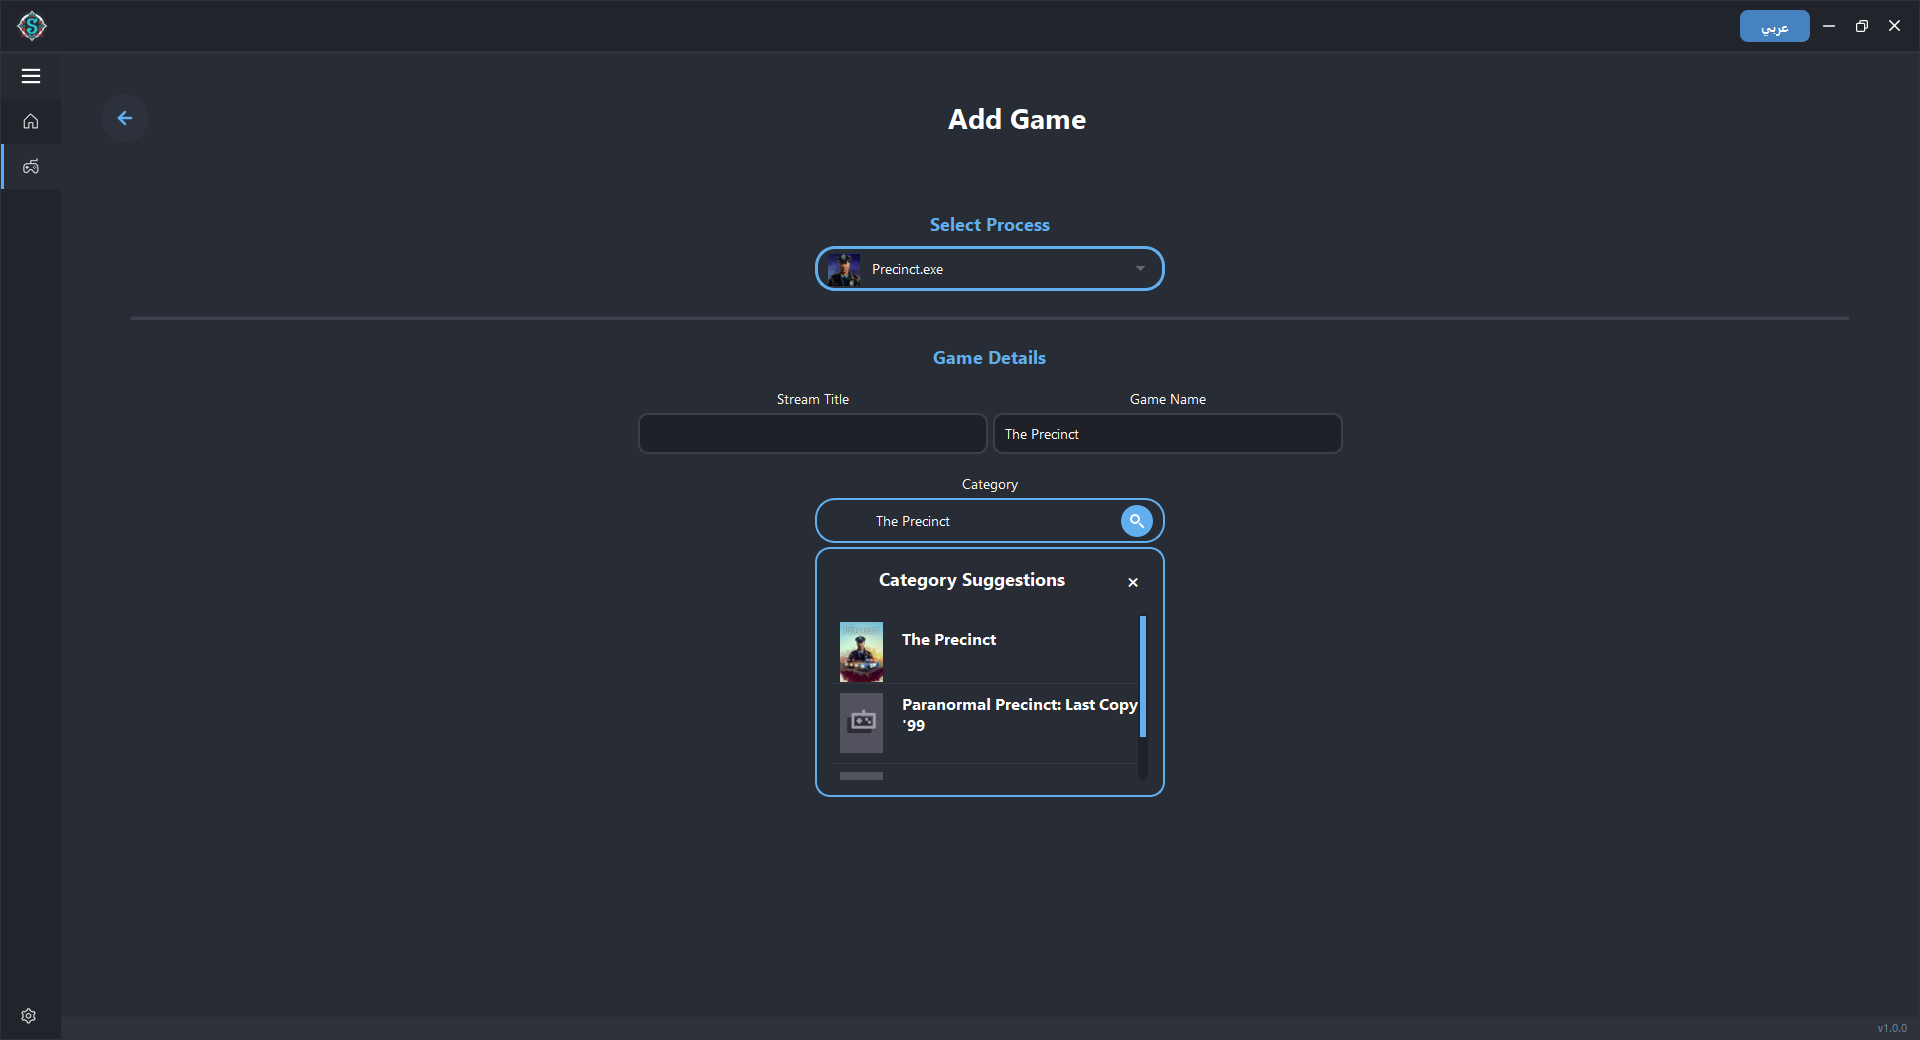 S
عربي
Add Game
Select Process
Precinct.exe
Game Details
Stream Title
Game Name
The Precinct
Category
The Precinct
Category Suggestions
The Precinct
Paranormal Precinct: Last Copy
'99
v1.0.0